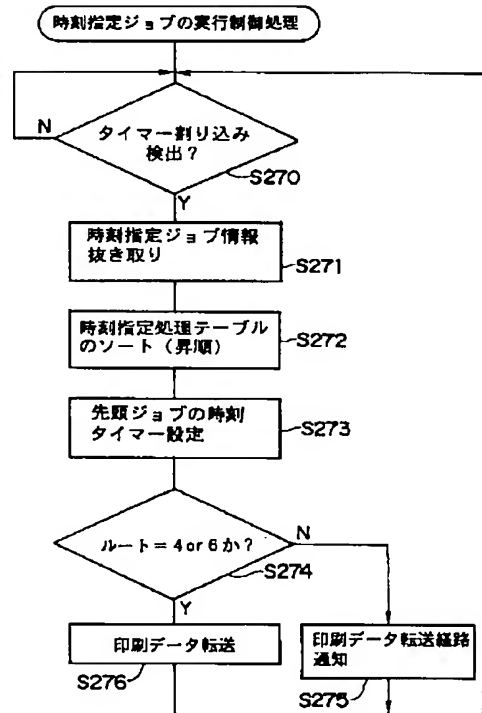 時刻指定ジョブの実行制御処理
N
タイマー割り込み
検出?
S270
Y
時刻指定ジョブ情報
抜き取り
S271
時刻指定処理テーブル
のソート(昇順)
S272
先頭ジョブの時刻
タイマー設定
S273
ルート=4or6か?
N
S274
Y
印刷データ転送
S276
印刷データ転送経路
通知
S275